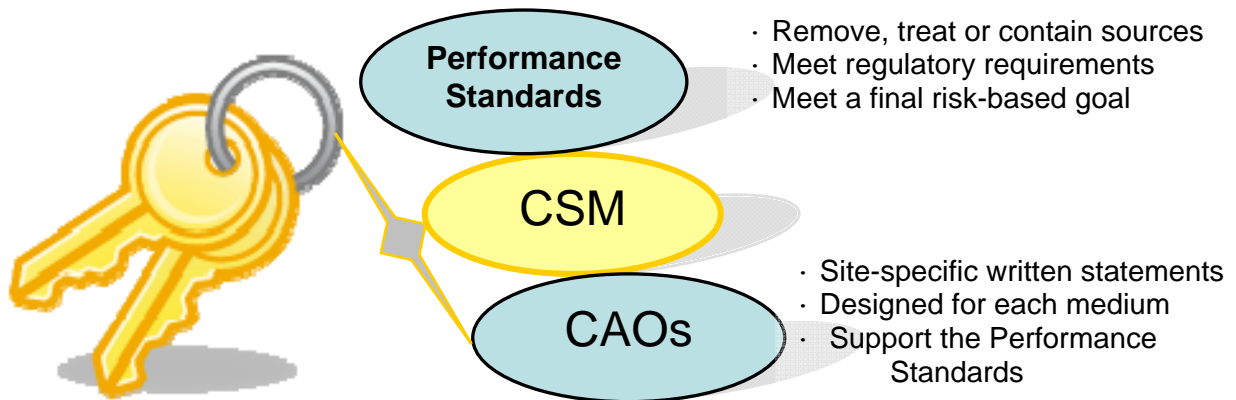 Performance
Standards
· Remove, treat or contain sources
· Meet regulatory requirements
· Meet a final risk-based goal
CSM
CAOs
· Site-specific written statements
· Designed for each medium
· Support the Performance
Standards